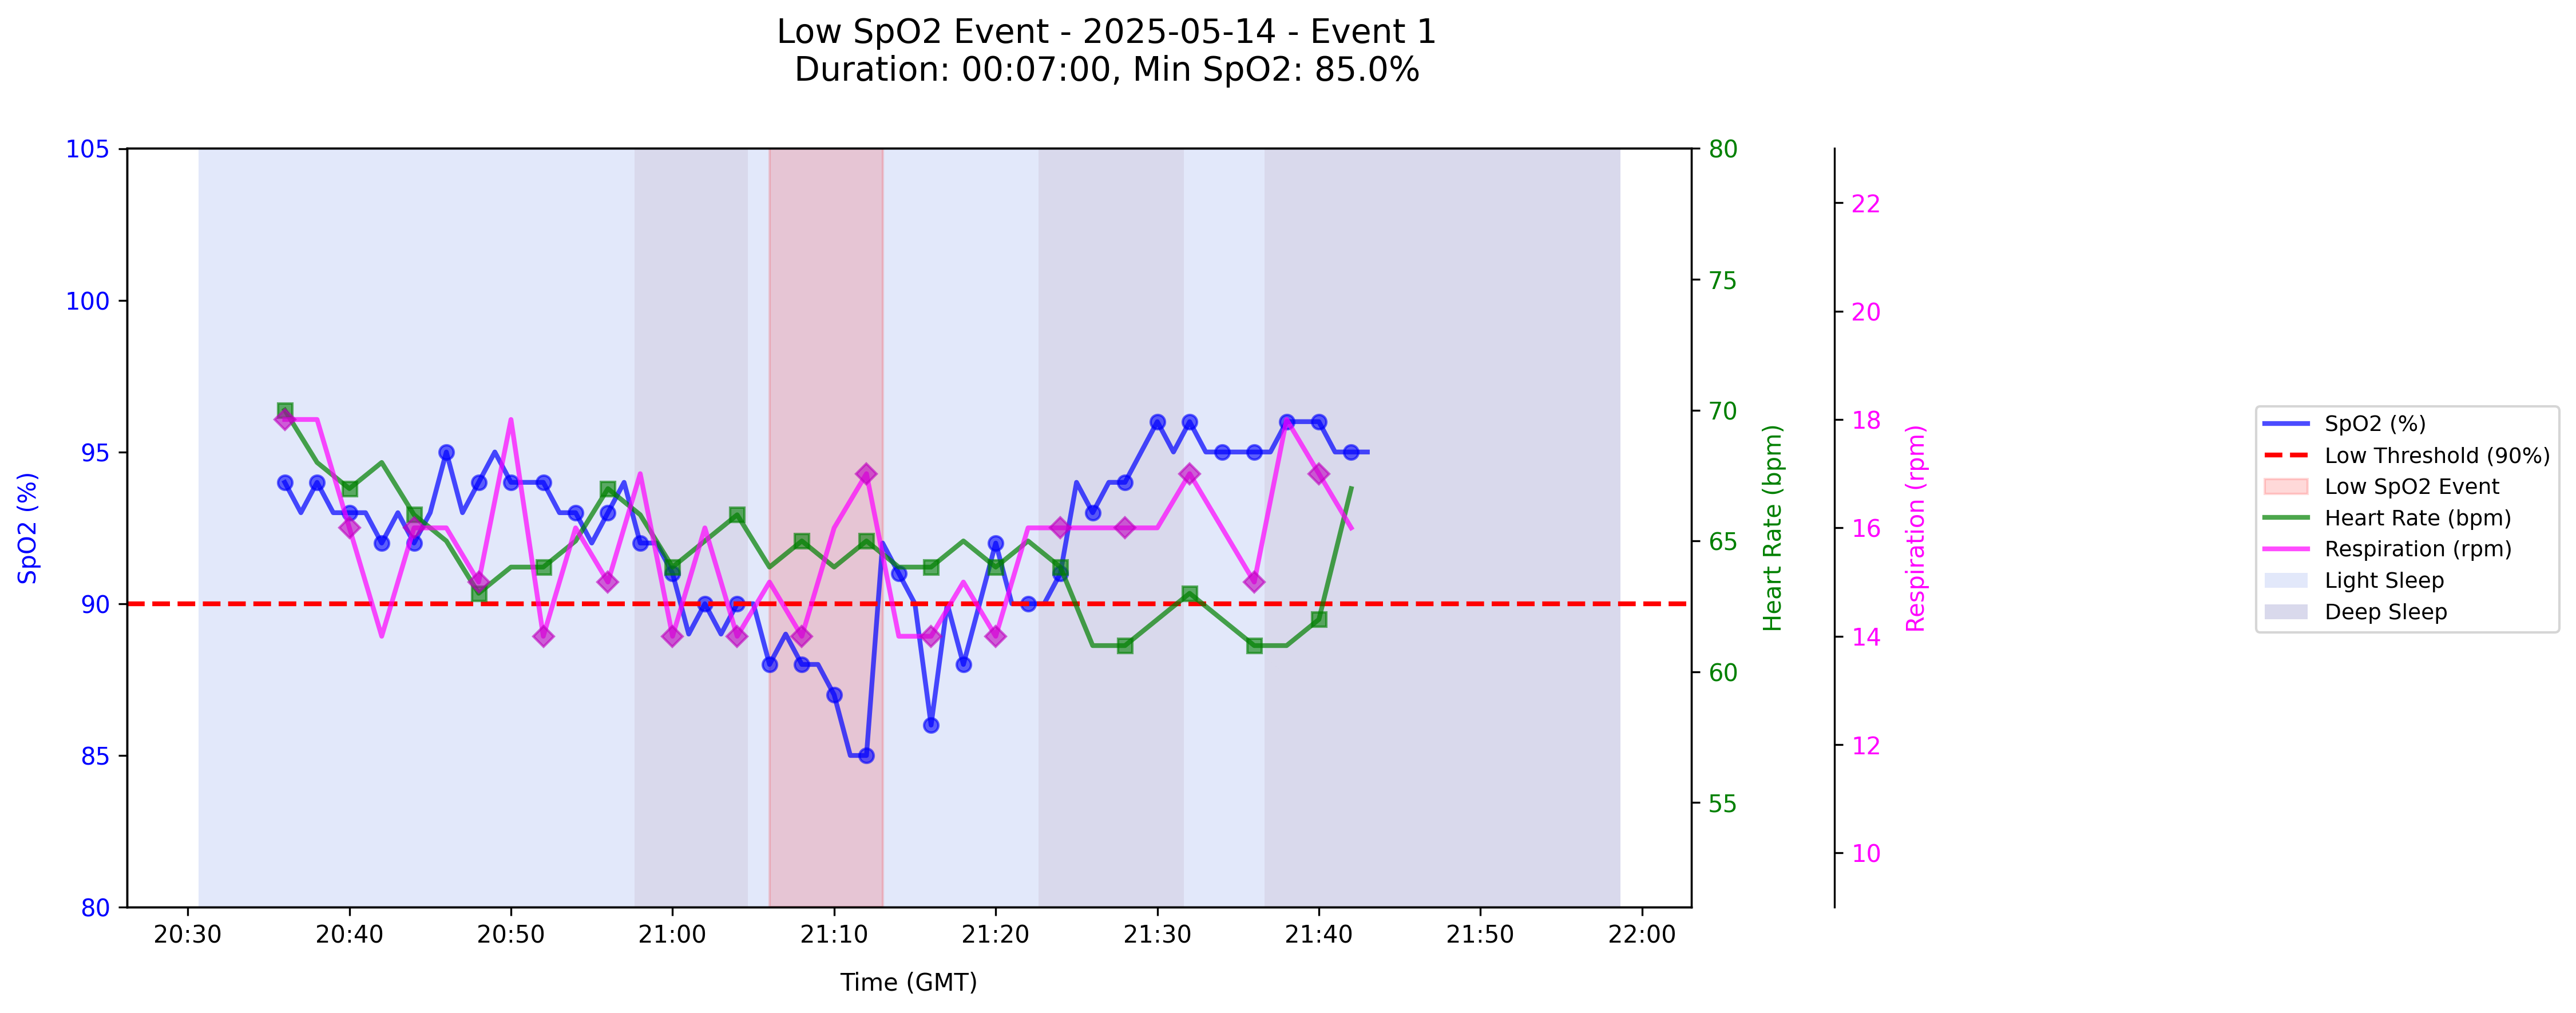 Low SpO2 Event - 2025-05-14 - Event 1
Duration: 00:07:00, Min SpO2: 85.0%
105
100
95
90
85
80
SpO2 (%)
20:30
20:40
20:50
21:00
21:10
21:20
21:30
21:40
21:50
22:00
Time (GMT)
80
75
70
65
60
55
Heart Rate (bpm)
22
20
18
16
14
12
10
Respiration (rpm)
SpO2 (%)
Low Threshold (90%)
Low SpO2 Event
Heart Rate (bpm)
Respiration (rpm)
Light Sleep
Deep Sleep